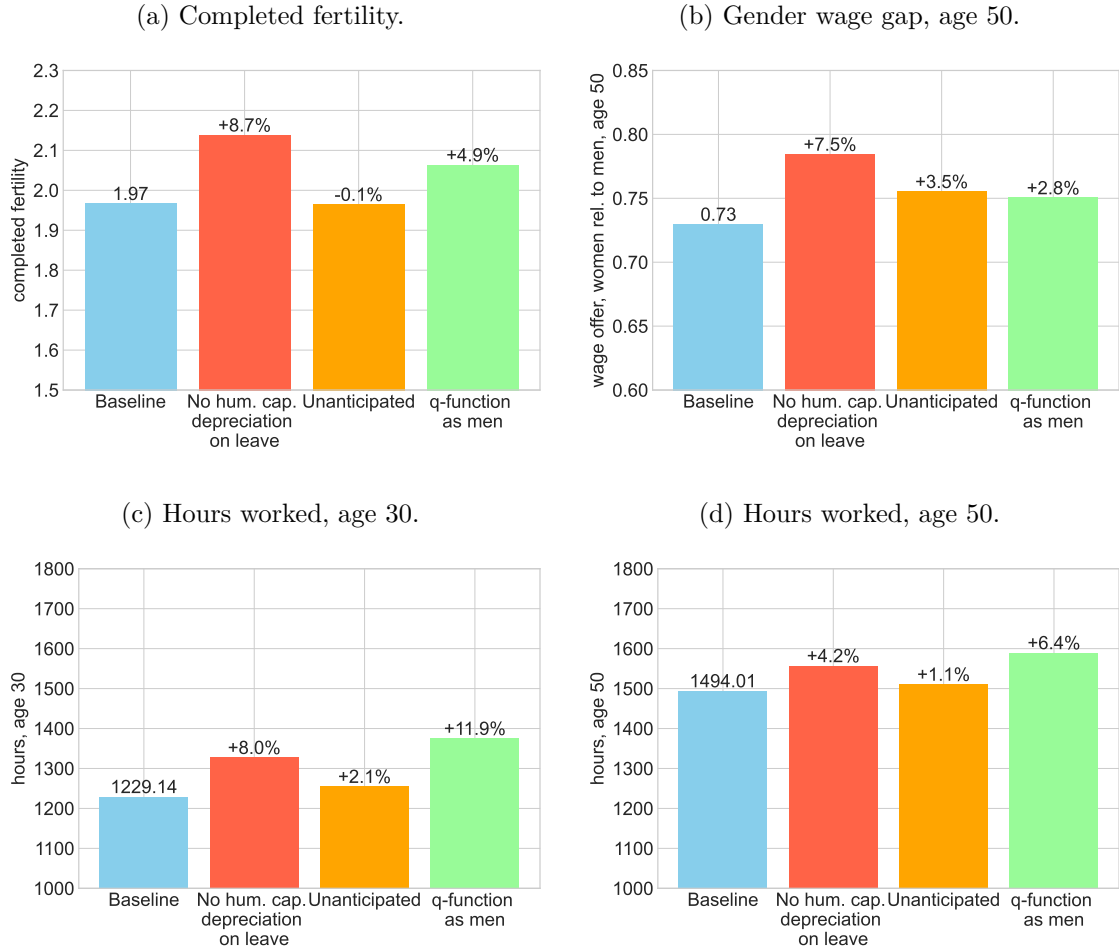 (a) Completed fertility.
completed fertility
2.3
2.2
2.1
2.0
1.9
1.8
1.7
1.6
1.5
1.97
+8.7%
-0.1%
+4.9%
Baseline
No hum. cap.
depreciation
on leave
Unanticipated
q-function
as men
(b) Gender wage gap, age 50.
wage offer, women rel. to men, age 50
0.85
0.80
0.75
0.70
0.65
0.60
0.73
+7.5%
+3.5%
+2.8%
Baseline
No hum. cap.
depreciation
on leave
Unanticipated
q-function
as men
(c) Hours worked, age 30.
hours, age 30
1800
1700
1600
1500
1400
1300
1200
1100
1000
1229.14
+8.0%
+2.1%
+11.9%
Baseline
No hum. cap.
depreciation
on leave
Unanticipated
q-function
as men
(d) Hours worked, age 50.
hours, age 50
1800
1700
1600
1500
1400
1300
1200
1100
1000
1494.01
+4.2%
+1.1%
+6.4%
Baseline
No hum. cap.
depreciation
on leave
Unanticipated
q-function
as men